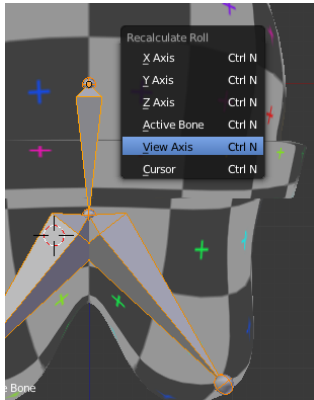 Recalculate Roll
X Axis Ctrl N
Y Axis Ctrl N
Z Axis Ctrl N
Active Bone Ctrl N
View Axis Ctrl N
Cursor Ctrl N
Bone